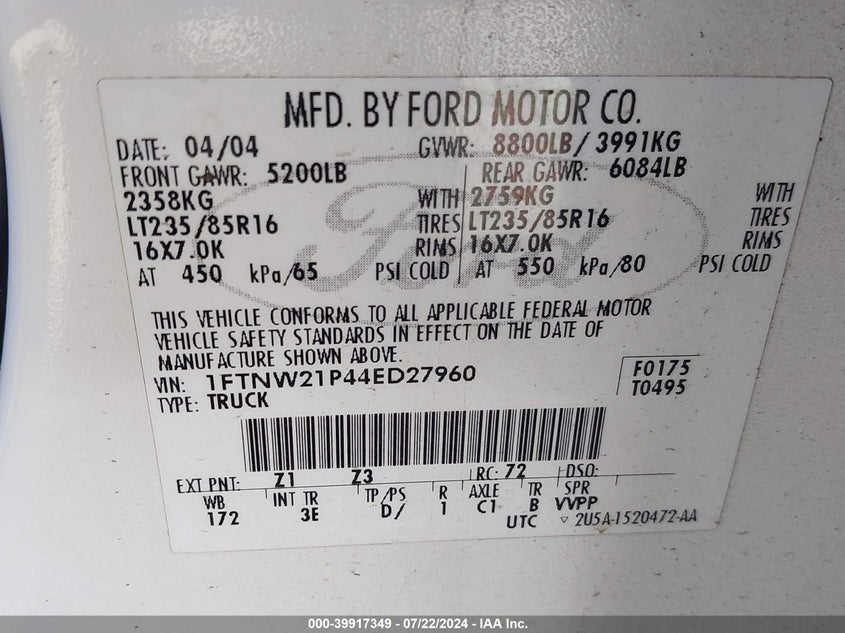 MFD. BY FORD MOTOR CO.
DATE: 04/04 GVWR: 8800LB/ 3991KG
FRONT GAWR: 5200LB REAR GAWR: 6084LB
2358KG WITH 2759KG WITH
LT235/85R16 TIRES LT235/85R16 TIRES
16X7.0K RIMS 16X7.0K RIMS
AT 450 kPa/65 PSI COLD AT 550 kPa/80 PSI COLD
Ford
THIS VEHICLE CONFORMS TO ALL APPLICABLE FEDERAL MOTOR
VEHICLE SAFETY STANDARDS IN EFFECT ON THE DATE OF
MANUFACTURE SHOWN ABOVE.
VIN: 1FTNW21P44ED27960 F0175
TYPE: TRUCK T0495
EXT PNT: Z1 Z3 RC: 72 DSO:
WB INT TR TP/PS R AXLE TR SPR
172 3E D/ 1 C1 B VVPP
UTC ▽ 2U5A-1520472-AA
000-39917349 | 07/22/2024 | IAA Inc.